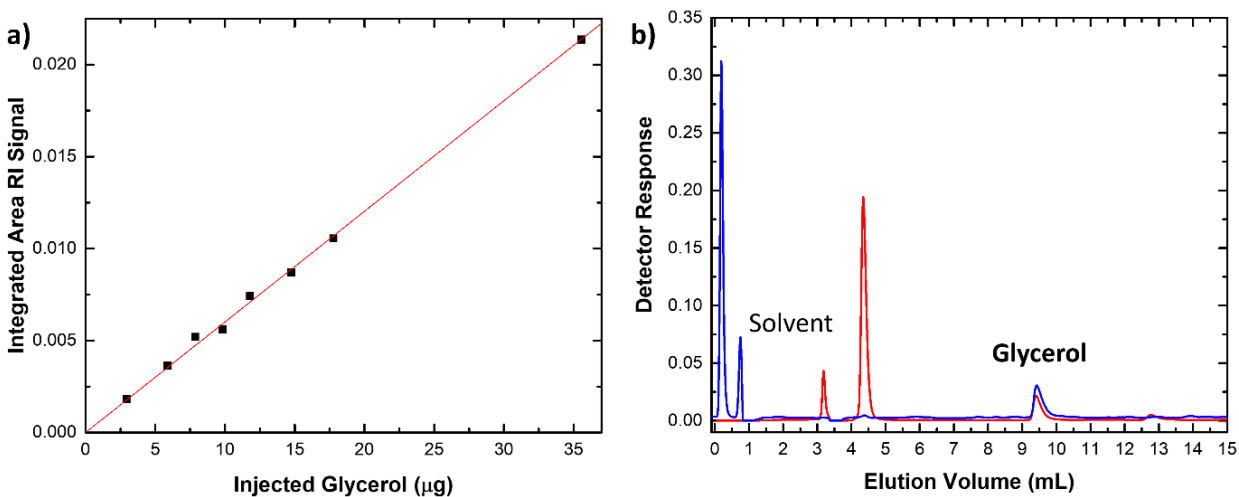 a)
Integrated Area RI Signal
0.020
0.015
0.010
0.005
0.000
0 5 10 15 20 25 30 35
Injected Glycerol (μg)
b)
Detector Response
0.35
0.30
0.25
0.20
0.15
0.10
0.05
0.00
Solvent
Glycerol
0 1 2 3 4 5 6 7 8 9 10 11 12 13 14 15
Elution Volume (mL)